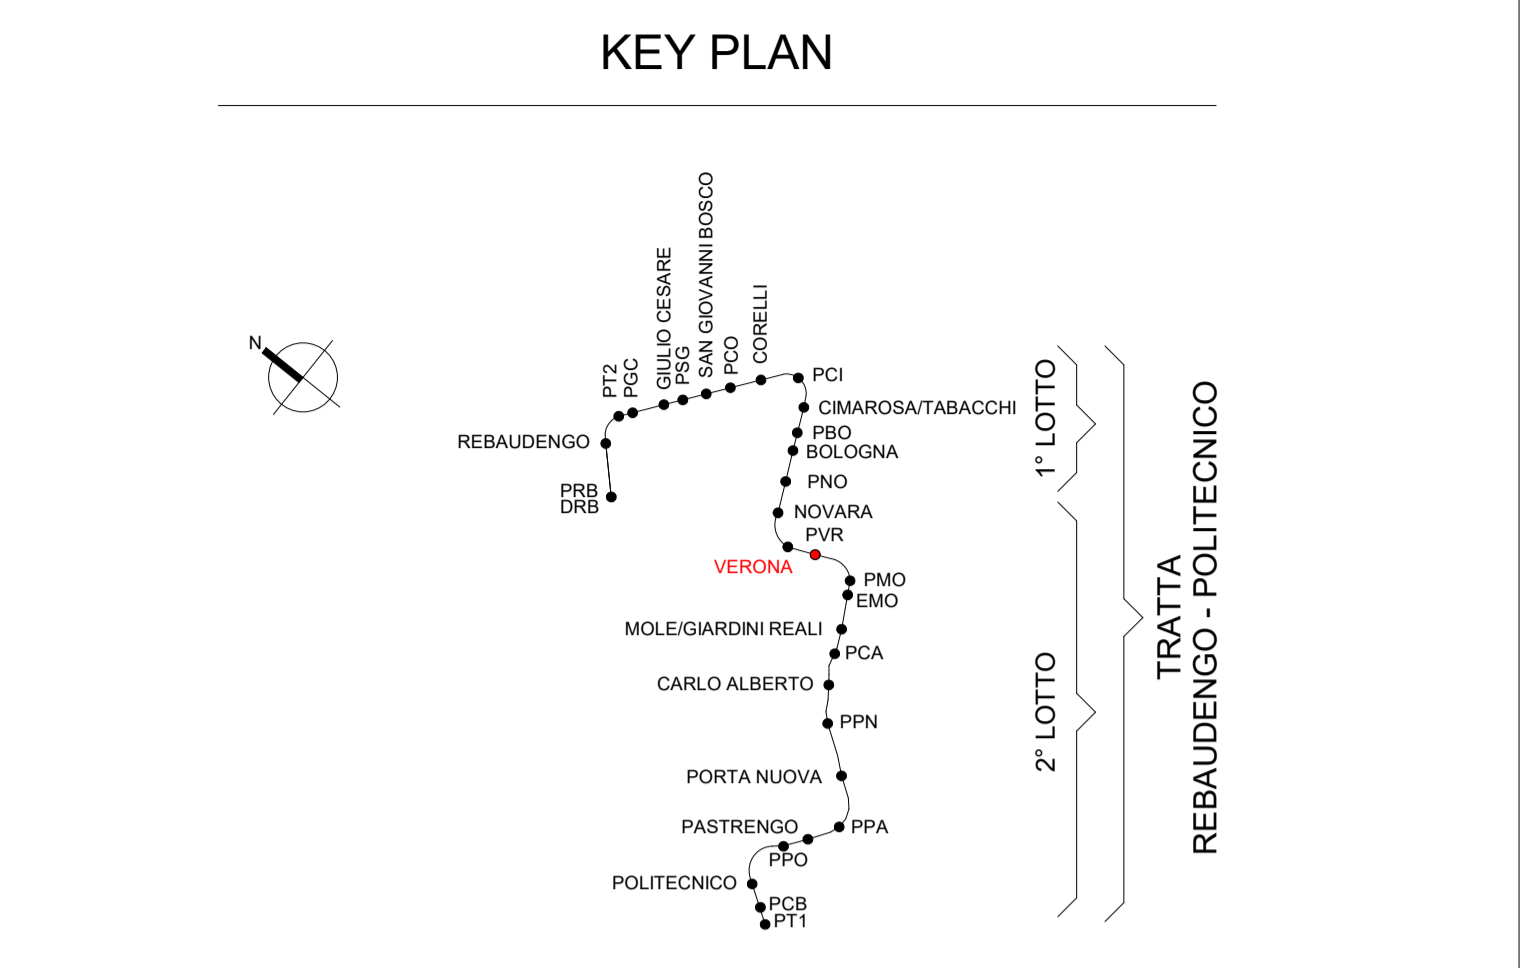 KEY PLAN
N
PT2
PGC
GIULIO CESARE
PSG
SAN GIOVANNI BOSCO
PCO
CORELLI
PCI
CIMAROSA/TABACCHI
PBO
BOLOGNA
REBAUDENGO
PRB
DRB
PNO
NOVARA
PVR
VERONA
PMO
EMO
MOLE/GIARDINI REALI
PCA
CARLO ALBERTO
PPN
PORTA NUOVA
PASTRENGO
PPA
PPO
POLITECNICO
PCB
PT1
1° LOTTO
2° LOTTO
TRATTA
REBAUDENGO - POLITECNICO